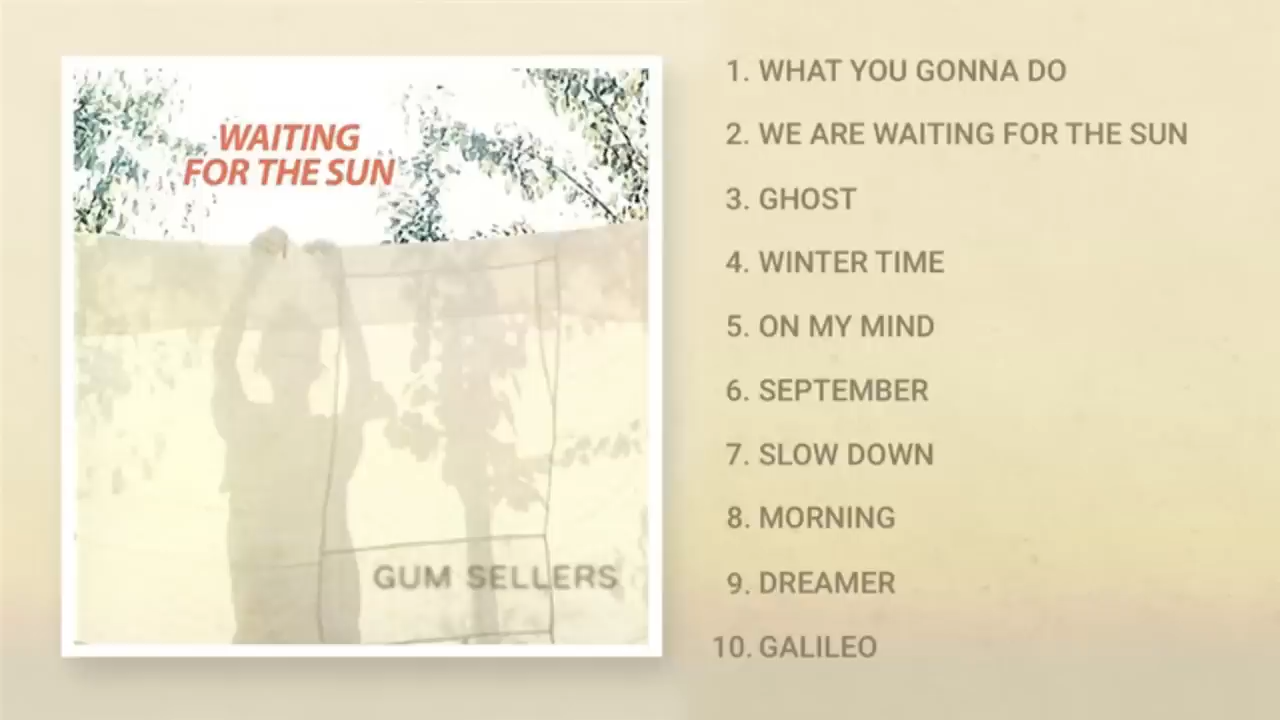 WAITING
FOR THE SUN
GUM SELLERS
1. WHAT YOU GONNA DO
2. WE ARE WAITING FOR THE SUN
3. GHOST
4. WINTER TIME
5. ON MY MIND
6. SEPTEMBER
7. SLOW DOWN
8. MORNING
9. DREAMER
10. GALILEO